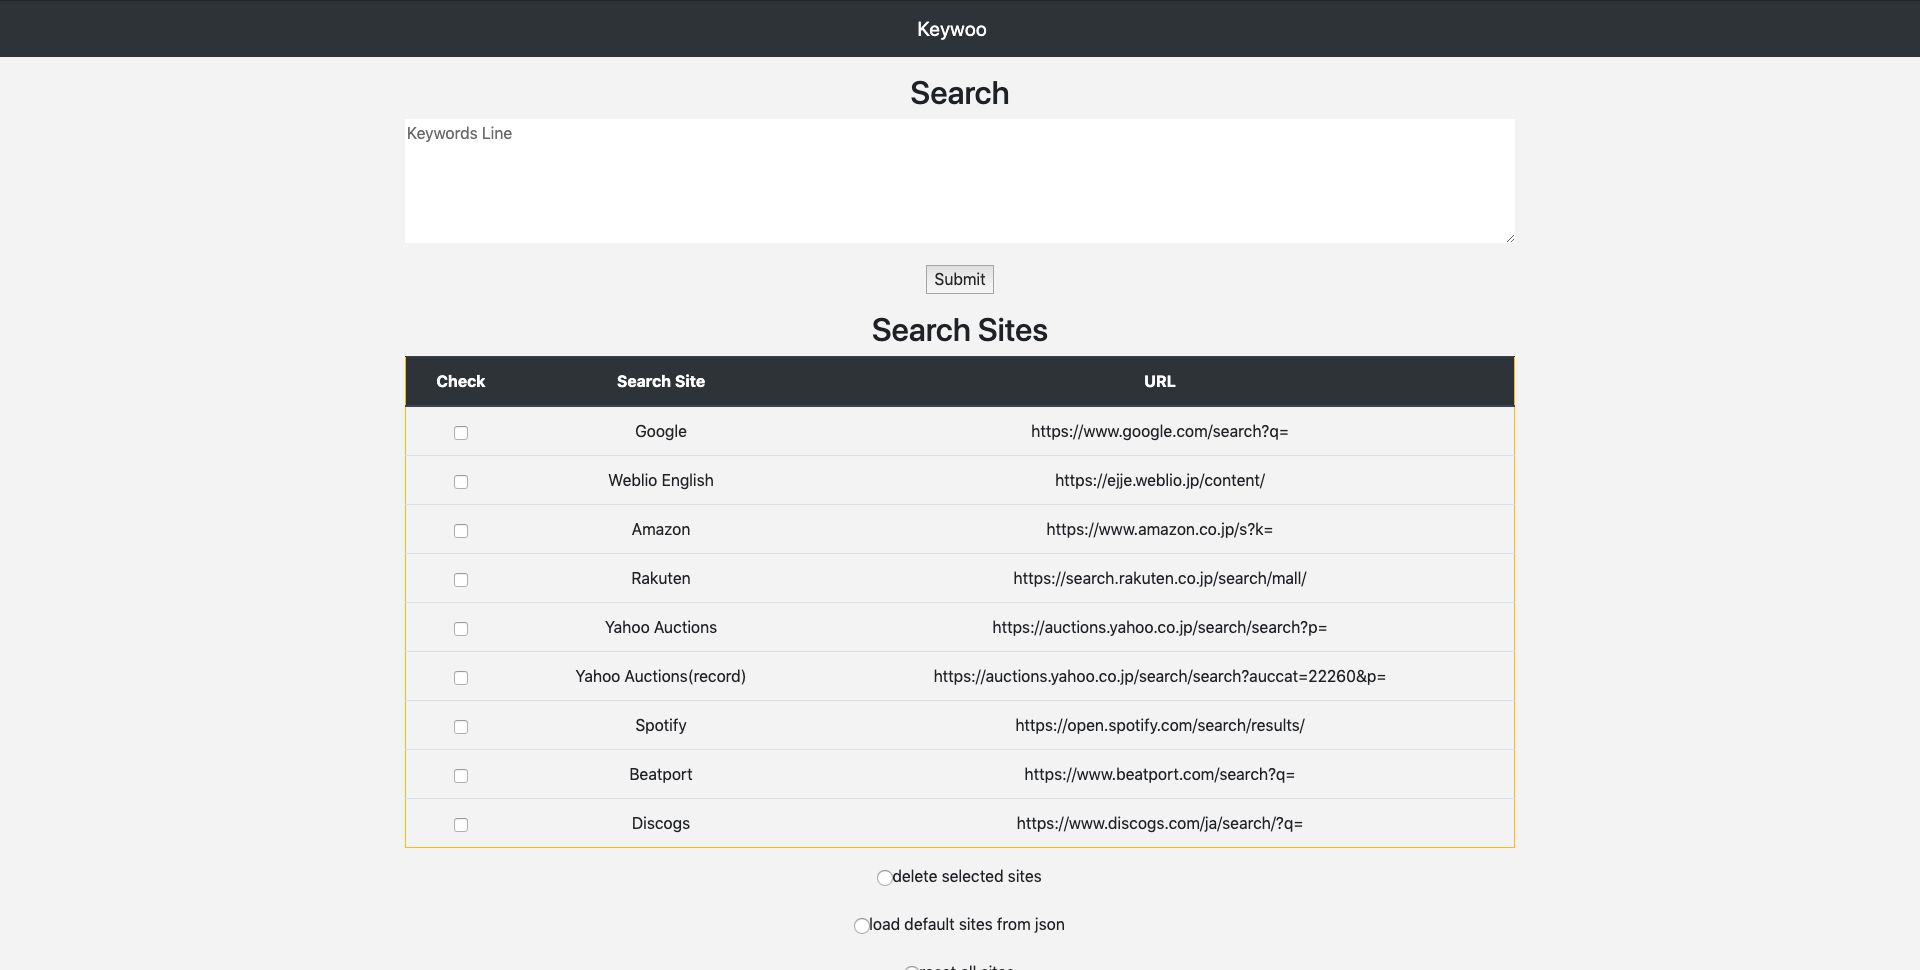 Keywoo
Search
Keywords Line
Submit
Search Sites
Check Search Site URL
Google https://www.google.com/search?q=
Weblio English https://ejje.weblio.jp/content/
Amazon https://www.amazon.co.jp/s?k=
Rakuten https://search.rakuten.co.jp/search/mall/
Yahoo Auctions https://auctions.yahoo.co.jp/search/search?p=
Yahoo Auctions(record) https://auctions.yahoo.co.jp/search/search?auccat=22260&p=
Spotify https://open.spotify.com/search/results/
Beatport https://www.beatport.com/search?q=
Discogs https://www.discogs.com/ja/search/?q=
delete selected sites
load default sites from json
reset all sites